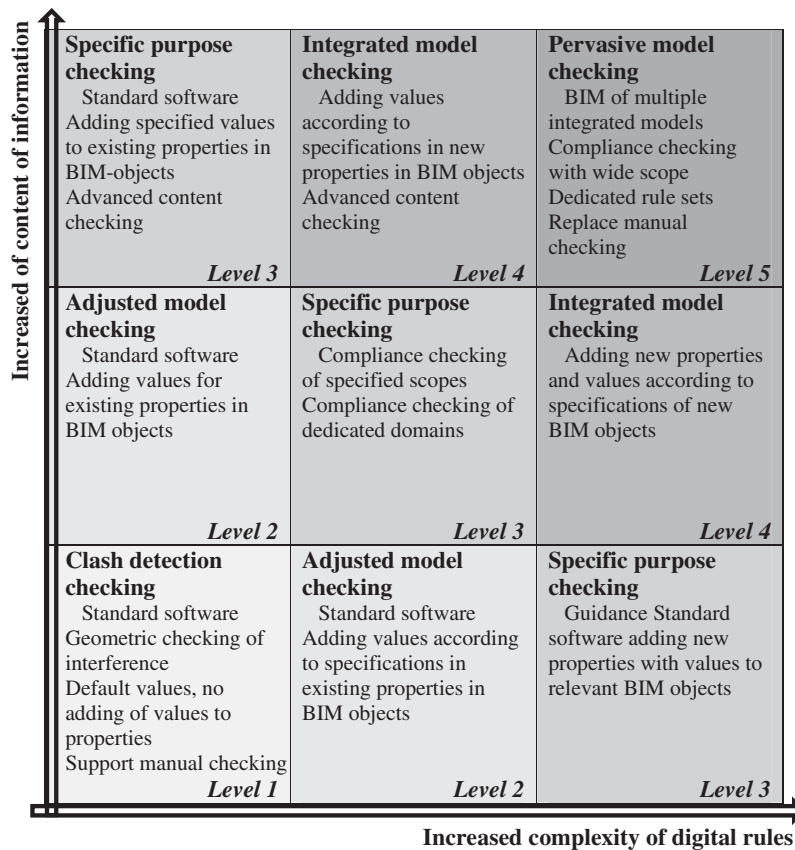 Increased of content of information
Specific purpose
checking
Standard software
Adding specified values
to existing properties in
BIM-objects
Advanced content
checking
Level 3
Integrated model
checking
Adding values
according to
specifications in new
properties in BIM objects
Advanced content
checking
Level 4
Pervasive model
checking
BIM of multiple
integrated models
Compliance checking
with wide scope
Dedicated rule sets
Replace manual
checking
Level 5
Adjusted model
checking
Standard software
Adding values for
existing properties in
BIM objects
Level 2
Specific purpose
checking
Compliance checking
of specified scopes
Compliance checking of
dedicated domains
Level 3
Integrated model
checking
Adding new properties
and values according to
specifications of new
BIM objects
Level 4
Clash detection
checking
Standard software
Geometric checking of
interference
Default values, no
adding of values to
properties
Support manual checking
Level 1
Adjusted model
checking
Standard software
Adding values according
to specifications in
existing properties in
BIM objects
Level 2
Specific purpose
checking
Guidance Standard
software adding new
properties with values to
relevant BIM objects
Level 3
Increased complexity of digital rules